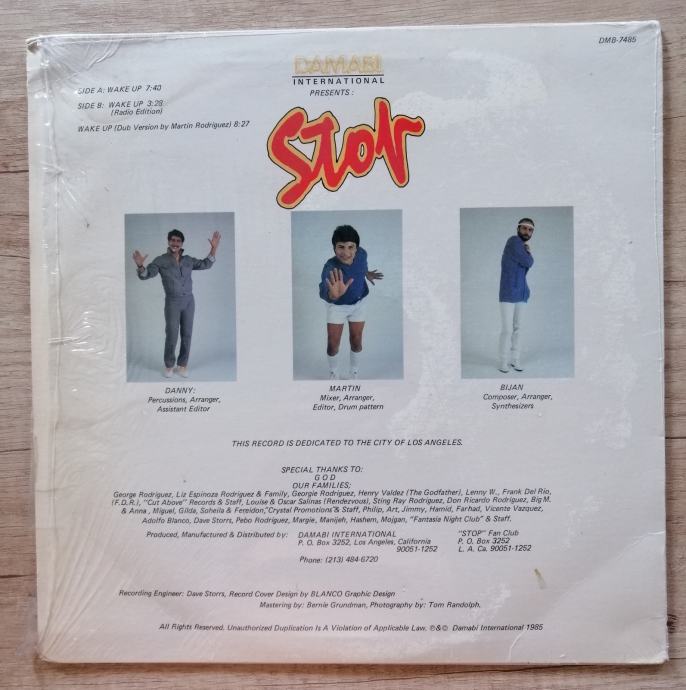 DMB-7485
DAMABI
INTERNATIONAL
PRESENTS:
SIDE A: WAKE UP 7:40
SIDE B: WAKE UP 3:28
(Radio Edition)
WAKE UP (Dub Version by Martin Rodriguez) 8:27
Stop
DANNY:
Percussions, Arranger,
Assistant Editor
MARTIN
Mixer, Arranger,
Editor, Drum pattern
BIJAN
Composer, Arranger,
Synthesizers
THIS RECORD IS DEDICATED TO THE CITY OF LOS ANGELES.
SPECIAL THANKS TO:
G O D
OUR FAMILIES;
George Rodriguez, Liz Espinoza Rodriguez & Family, Georgie Rodriguez, Henry Valdez (The Godfather), Lenny W., Frank Del Rio,
(F.D.R.), "Cut Above" Records & Staff, Louise & Oscar Salinas (Rendezvous), Sting Ray Rodriguez, Don Ricardo Rodriguez, Big M.
& Anna, Miguel, Gilda, Soheila & Fereidon, "Crystal Promotions" & Staff, Philip, Art, Jimmy, Hamid, Farhad, Vicente Vazquez,
Adolfo Blanco, Dave Storrs, Pebo Rodriguez, Margie, Manijeh, Hashem, Mojgan, "Fantasia Night Club" & Staff.
Produced, Manufactured & Distributed by: DAMABI INTERNATIONAL
P. O. Box 3252, Los Angeles, California
90051-1252
Phone: (213) 484-6720
"STOP" Fan Club
P. O. Box 3252
L. A. Ca. 90051-1252
Recording Engineer: Dave Storrs, Record Cover Design by BLANCO Graphic Design
Mastering by: Bernie Grundman, Photography by: Tom Randolph.
All Rights Reserved. Unauthorized Duplication Is A Violation of Applicable Law. ℗&© Damabi International 1985